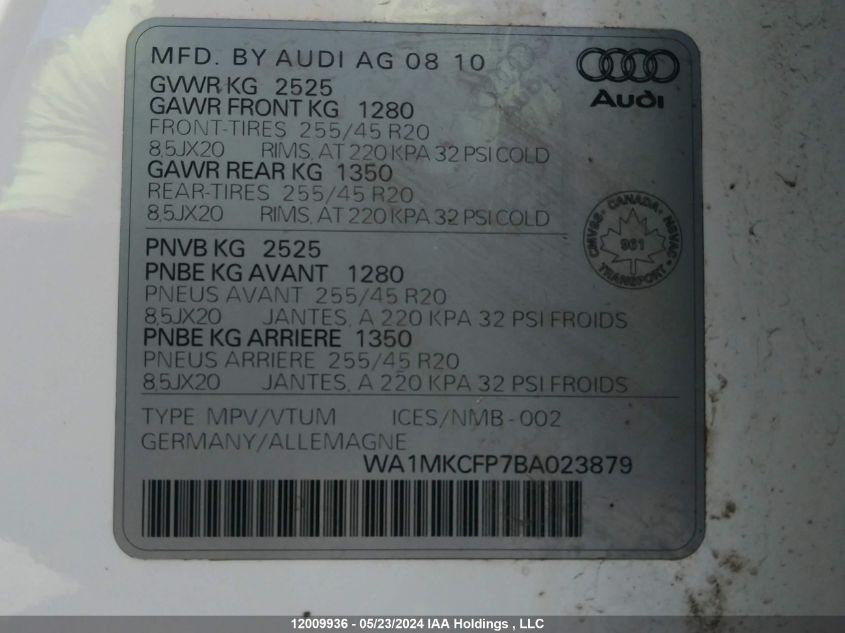 MFD. BY AUDI AG 08 10
Audi
GVWR KG 2525
GAWR FRONT KG 1280
FRONT-TIRES 255/45 R20
8,5JX20 RIMS, AT 220 KPA 32 PSI COLD
GAWR REAR KG 1350
REAR-TIRES 255/45 R20
8,5JX20 RIMS, AT 220 KPA 32 PSI COLD
CMVSS - CANADA - NSVAC
961
TRANSPORT
PNVB KG 2525
PNBE KG AVANT 1280
PNEUS AVANT 255/45 R20
8,5JX20 JANTES, A 220 KPA 32 PSI FROIDS
PNBE KG ARRIERE 1350
PNEUS ARRIERE 255/45 R20
8,5JX20 JANTES, A 220 KPA 32 PSI FROIDS
TYPE MPV/VTUM ICES/NMB-002
GERMANY/ALLEMAGNE
WA1MKCFP7BA023879
12009936 - 05/23/2024 IAA Holdings , LLC